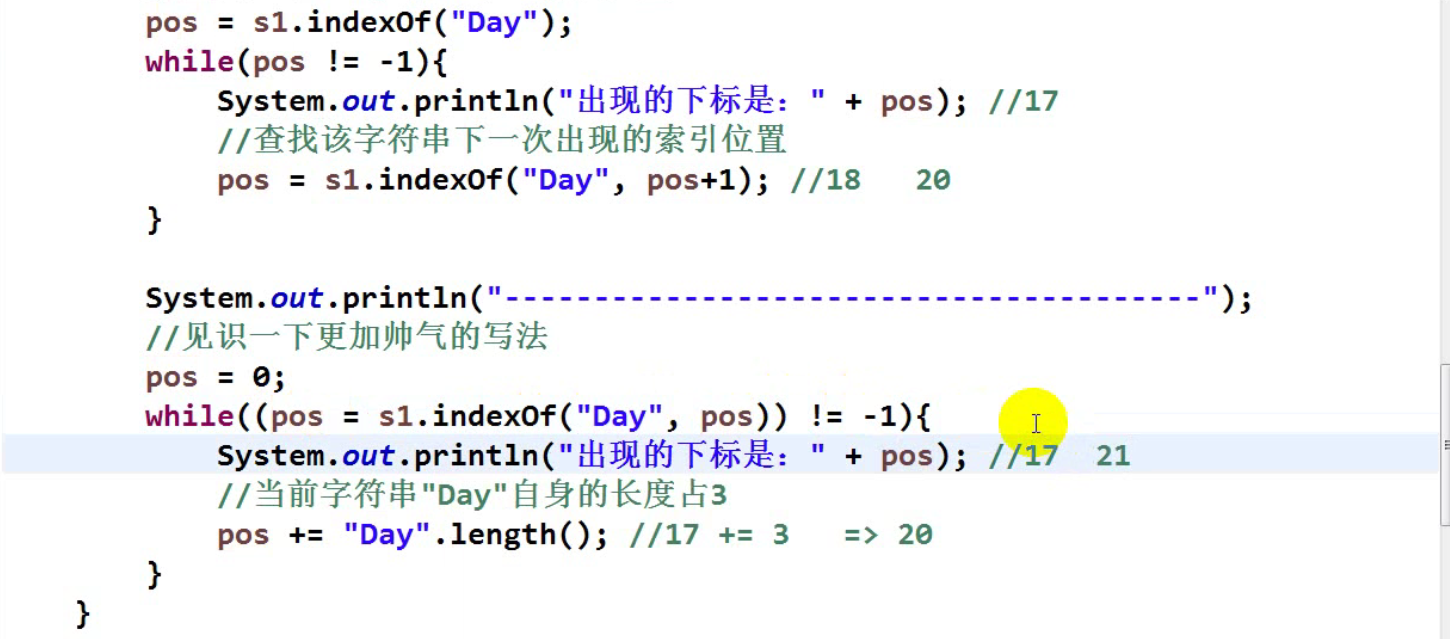 pos = s1.indexOf("Day");
while(pos != -1){
System.out.println("出现的下标是：" + pos); //17
//查找该字符串下一次出现的索引位置
pos = s1.indexOf("Day", pos+1); //18   20
}
System.out.println("---------------------------------------");
//见识一下更加帅气的写法
pos = 0;
while((pos = s1.indexOf("Day", pos)) != -1){
System.out.println("出现的下标是：" + pos); //17  21
//当前字符串"Day"自身的长度占3
pos += "Day".length(); //17 += 3   => 20
}
}